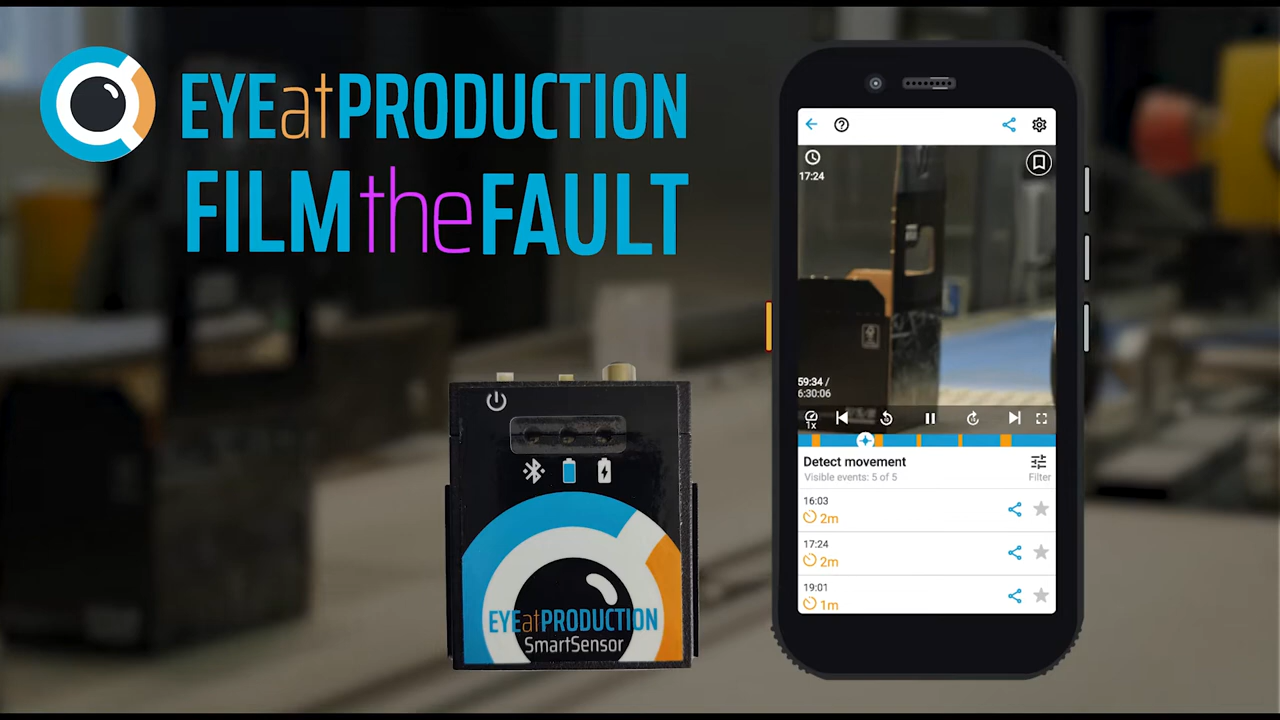 EYEatPRODUCTION
FILMtheFAULT
17:24
59:34 /
6:30:06
1x
Detect movement
Visible events: 5 of 5
Filter
16:03
2m
17:24
2m
19:01
1m
EYEatPRODUCTION
SmartSensor